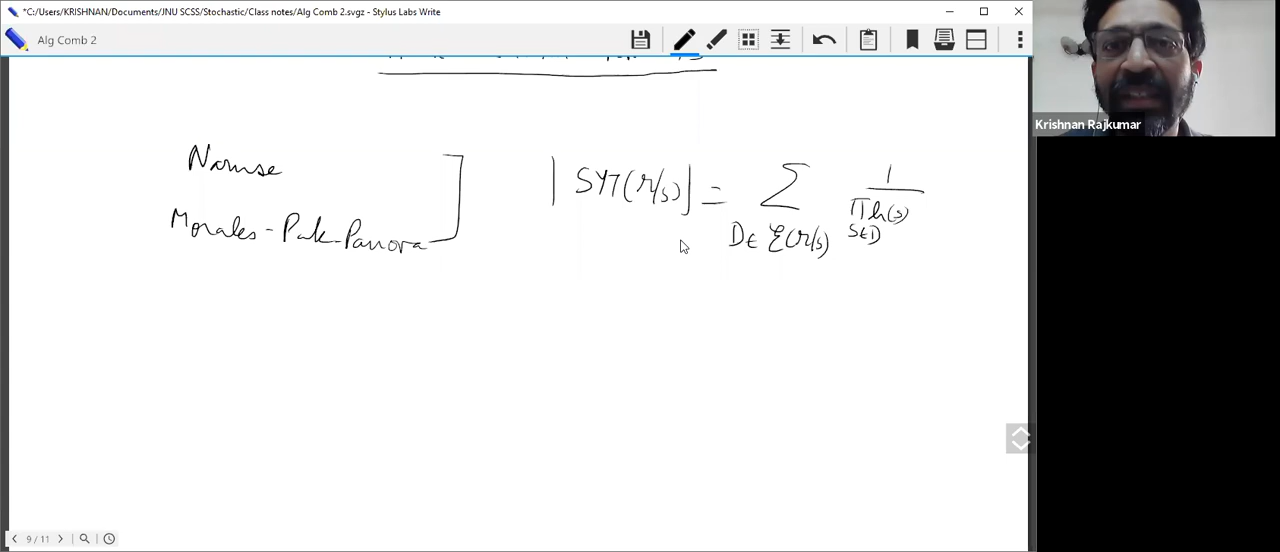 *C:/Users/KRISHNAN/Documents/JNU SCSS/Stochastic/Class notes/Alg Comb 2.svgz - Stylus Labs Write
Alg Comb 2
Krishnan Rajkumar
Naruse
Morales-Pak-Panova
|SYT(r/s)| = ∑ 1
D∈ ℰ(r/s) ∏h(s)
s∈D
9 / 11